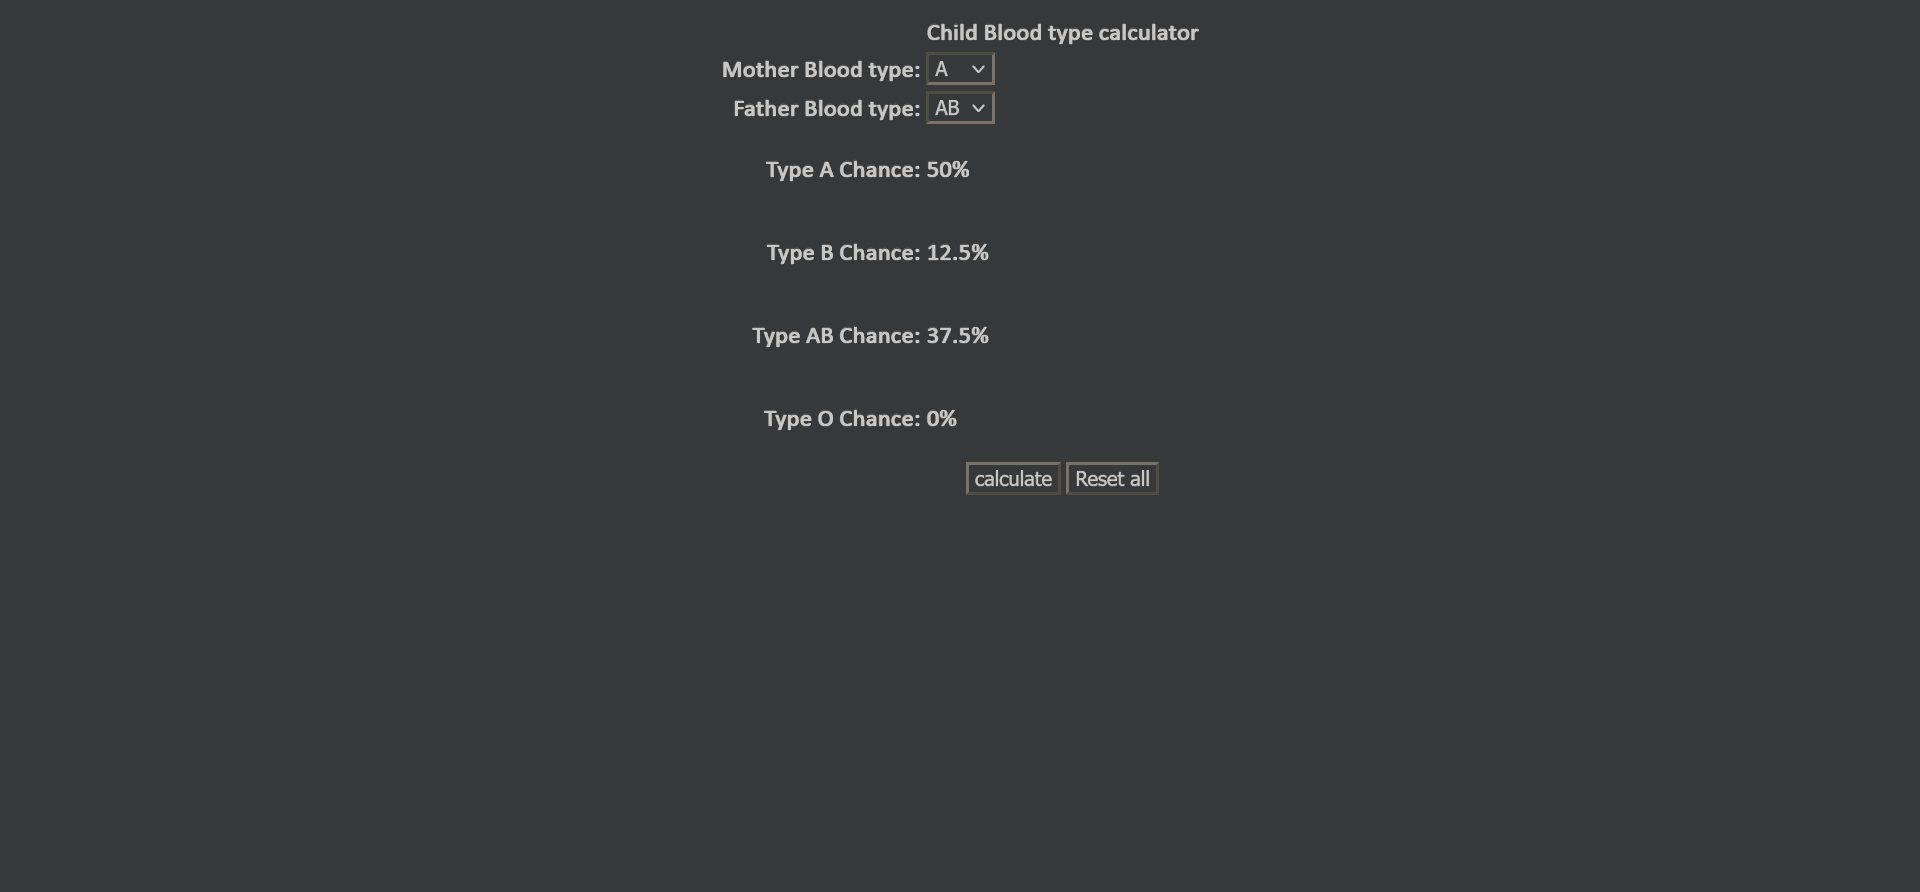 Child Blood type calculator
Mother Blood type: A
Father Blood type: AB
Type A Chance: 50%
Type B Chance: 12.5%
Type AB Chance: 37.5%
Type O Chance: 0%
calculate Reset all